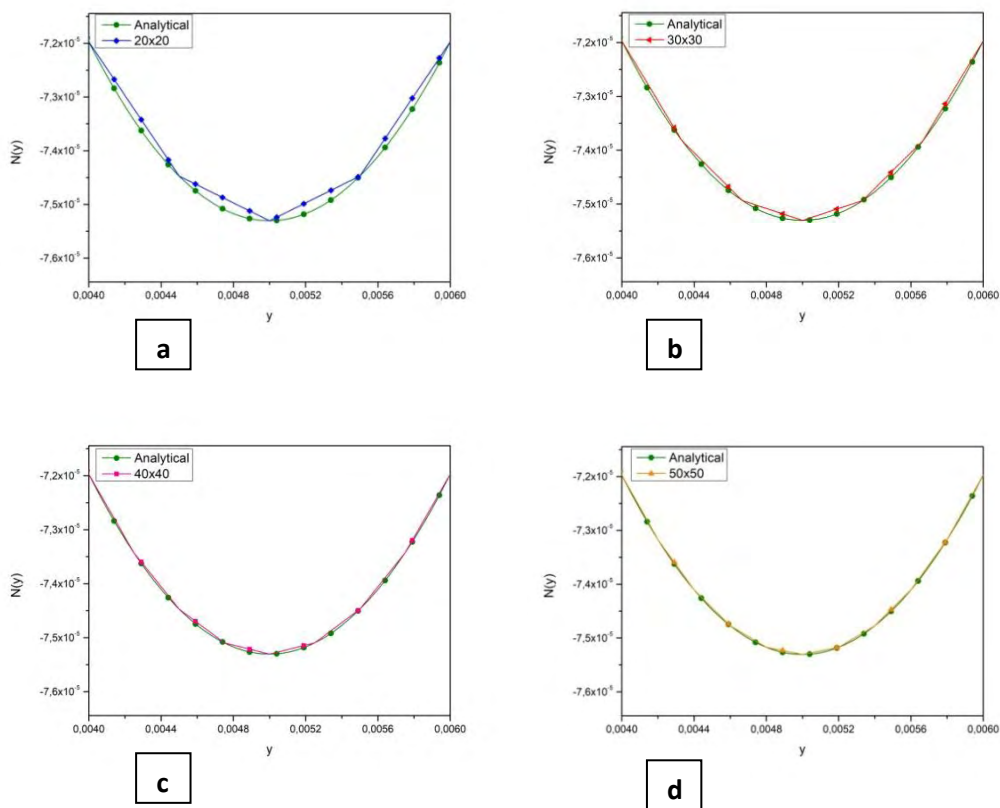 Analytical
20x20
-7,2x10⁻⁵
-7,3x10⁻⁵
-7,4x10⁻⁵
-7,5x10⁻⁵
-7,6x10⁻⁵
N(y)
0,0040 0,0044 0,0048 0,0052 0,0056 0,0060
y
a
Analytical
30x30
-7,2x10⁻⁵
-7,3x10⁻⁵
-7,4x10⁻⁵
-7,5x10⁻⁵
-7,6x10⁻⁵
N(y)
0,0040 0,0044 0,0048 0,0052 0,0056 0,0060
y
b
Analytical
40x40
-7,2x10⁻⁵
-7,3x10⁻⁵
-7,4x10⁻⁵
-7,5x10⁻⁵
-7,6x10⁻⁵
N(y)
0,0040 0,0044 0,0048 0,0052 0,0056 0,0060
y
c
Analytical
50x50
-7,2x10⁻⁵
-7,3x10⁻⁵
-7,4x10⁻⁵
-7,5x10⁻⁵
-7,6x10⁻⁵
N(y)
0,0040 0,0044 0,0048 0,0052 0,0056 0,0060
y
d